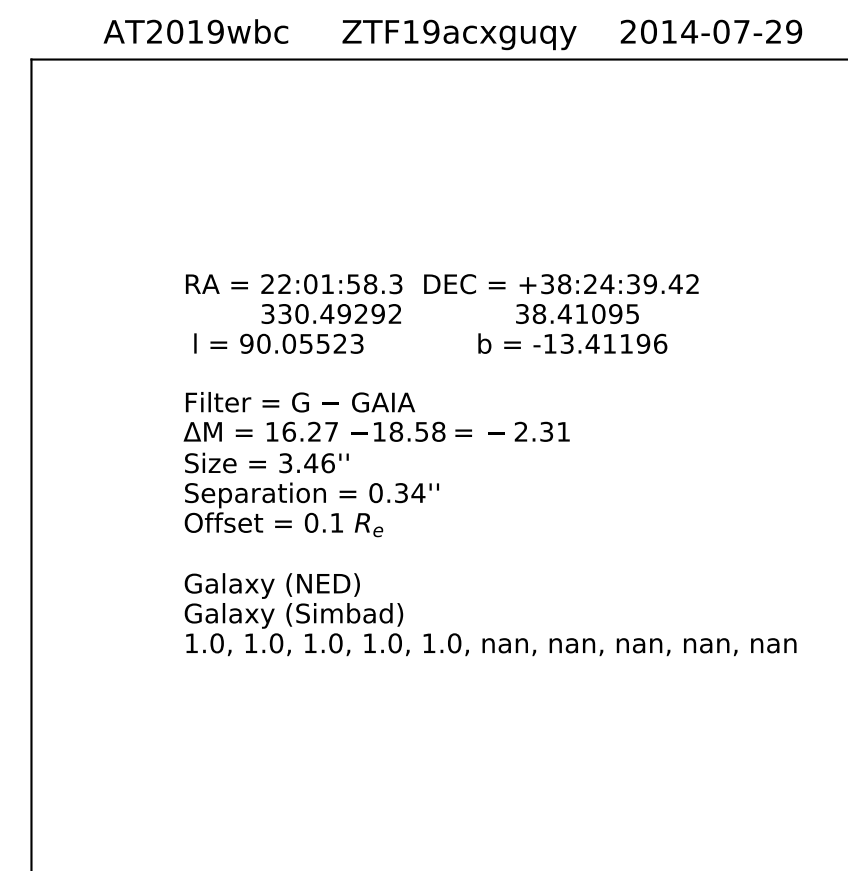 AT2019wbc ZTF19acxguqy 2014-07-29
RA = 22:01:58.3 DEC = +38:24:39.42
330.49292 38.41095
l = 90.05523 b = -13.41196
Filter = G − GAIA
ΔM = 16.27 −18.58 = − 2.31
Size = 3.46''
Separation = 0.34''
Offset = 0.1 Re
Galaxy (NED)
Galaxy (Simbad)
1.0, 1.0, 1.0, 1.0, 1.0, nan, nan, nan, nan, nan